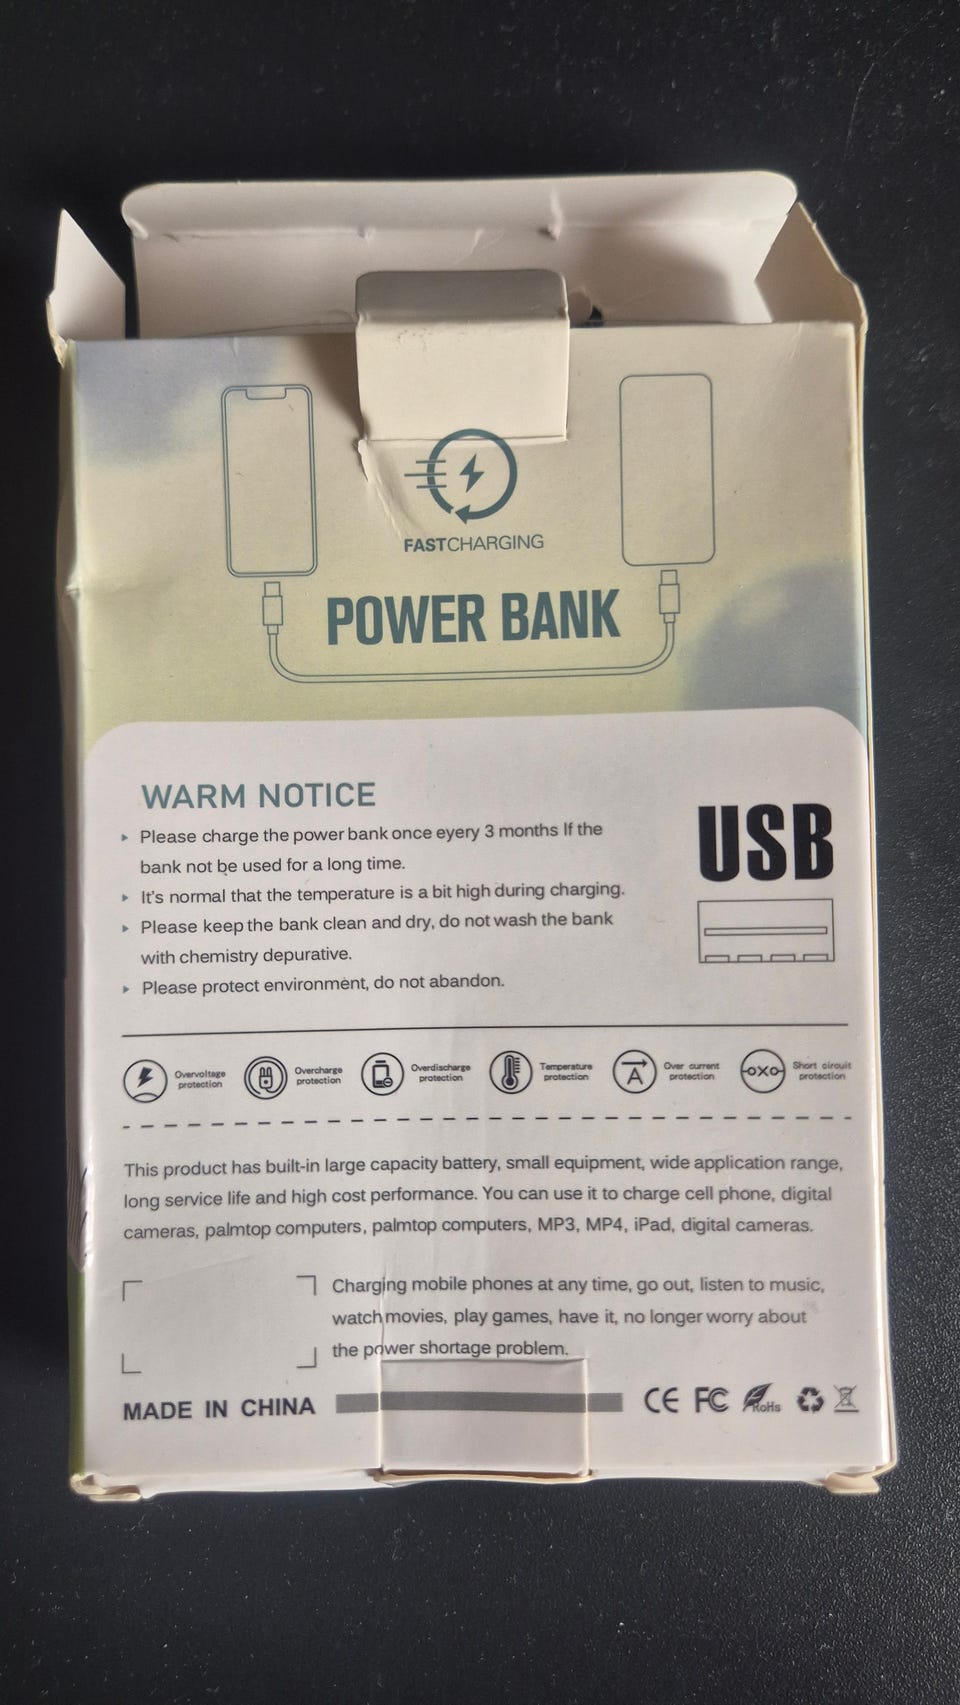 FASTCHARGING
POWER BANK
WARM NOTICE
Please charge the power bank once eyery 3 months If the
bank not be used for a long time.
It's normal that the temperature is a bit high during charging.
Please keep the bank clean and dry, do not wash the bank
with chemistry depurative.
Please protect environment, do not abandon.
USB
Overvoltage
protection
Overcharge
protection
Overdischarge
protection
Temperature
protection
A
Over current
protection
Short circuit
protection
This product has built-in large capacity battery, small equipment, wide application range,
long service life and high cost performance. You can use it to charge cell phone, digital
cameras, palmtop computers, palmtop computers, MP3, MP4, iPad, digital cameras.
Charging mobile phones at any time, go out, listen to music,
watch movies, play games, have it, no longer worry about
the power shortage problem.
MADE IN CHINA
CE FC RoHs